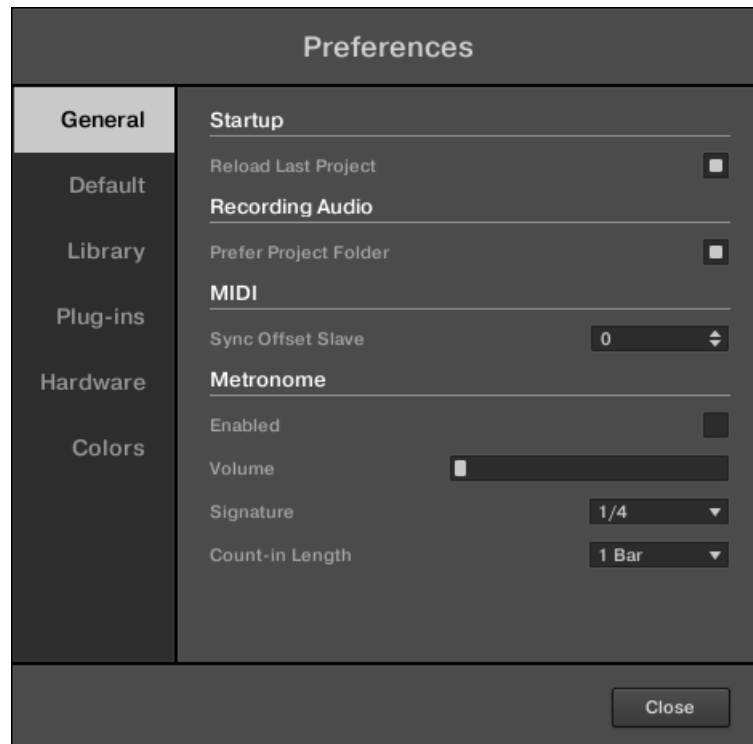 Preferences
General
Default
Library
Plug-ins
Hardware
Colors
Startup
Reload Last Project
Recording Audio
Prefer Project Folder
MIDI
Sync Offset Slave 0
Metronome
Enabled
Volume
Signature 1/4
Count-in Length 1 Bar
Close